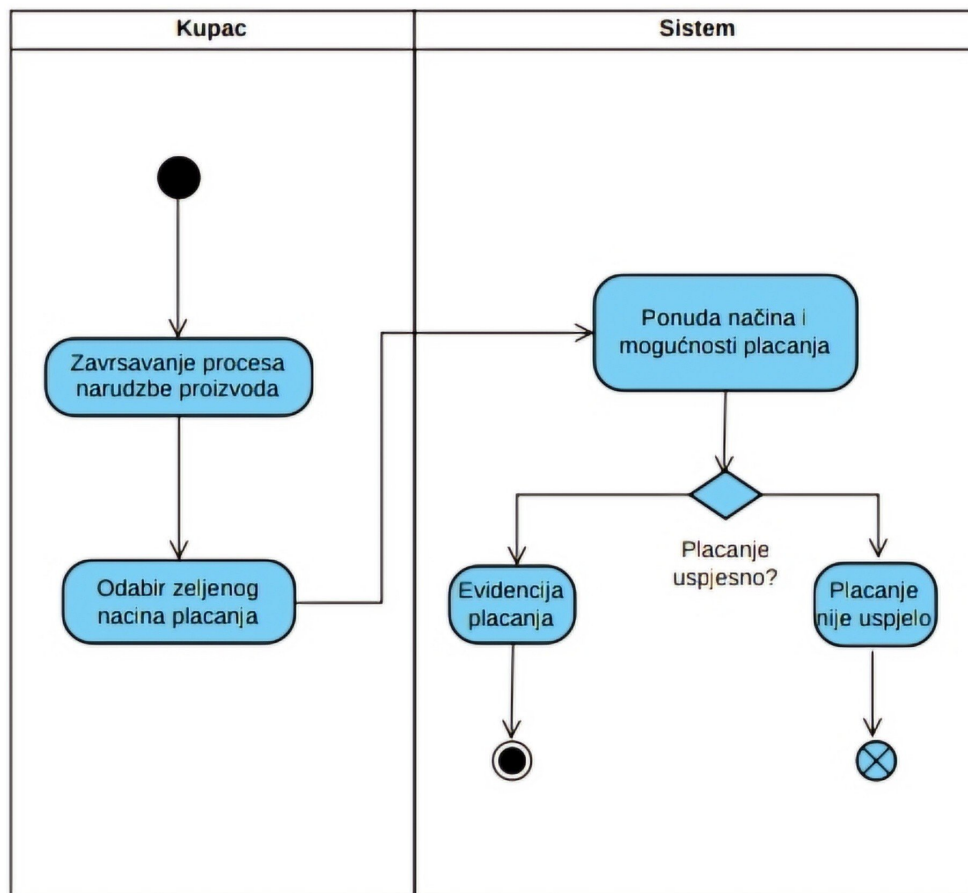 Kupac
Sistem
Zavrsavanje procesa
narudzbe proizvoda
Ponuda načina i
mogućnosti placanja
Odabir zeljenog
nacina placanja
Placanje
uspjesno?
Evidencija
placanja
Placanje
nije uspjelo